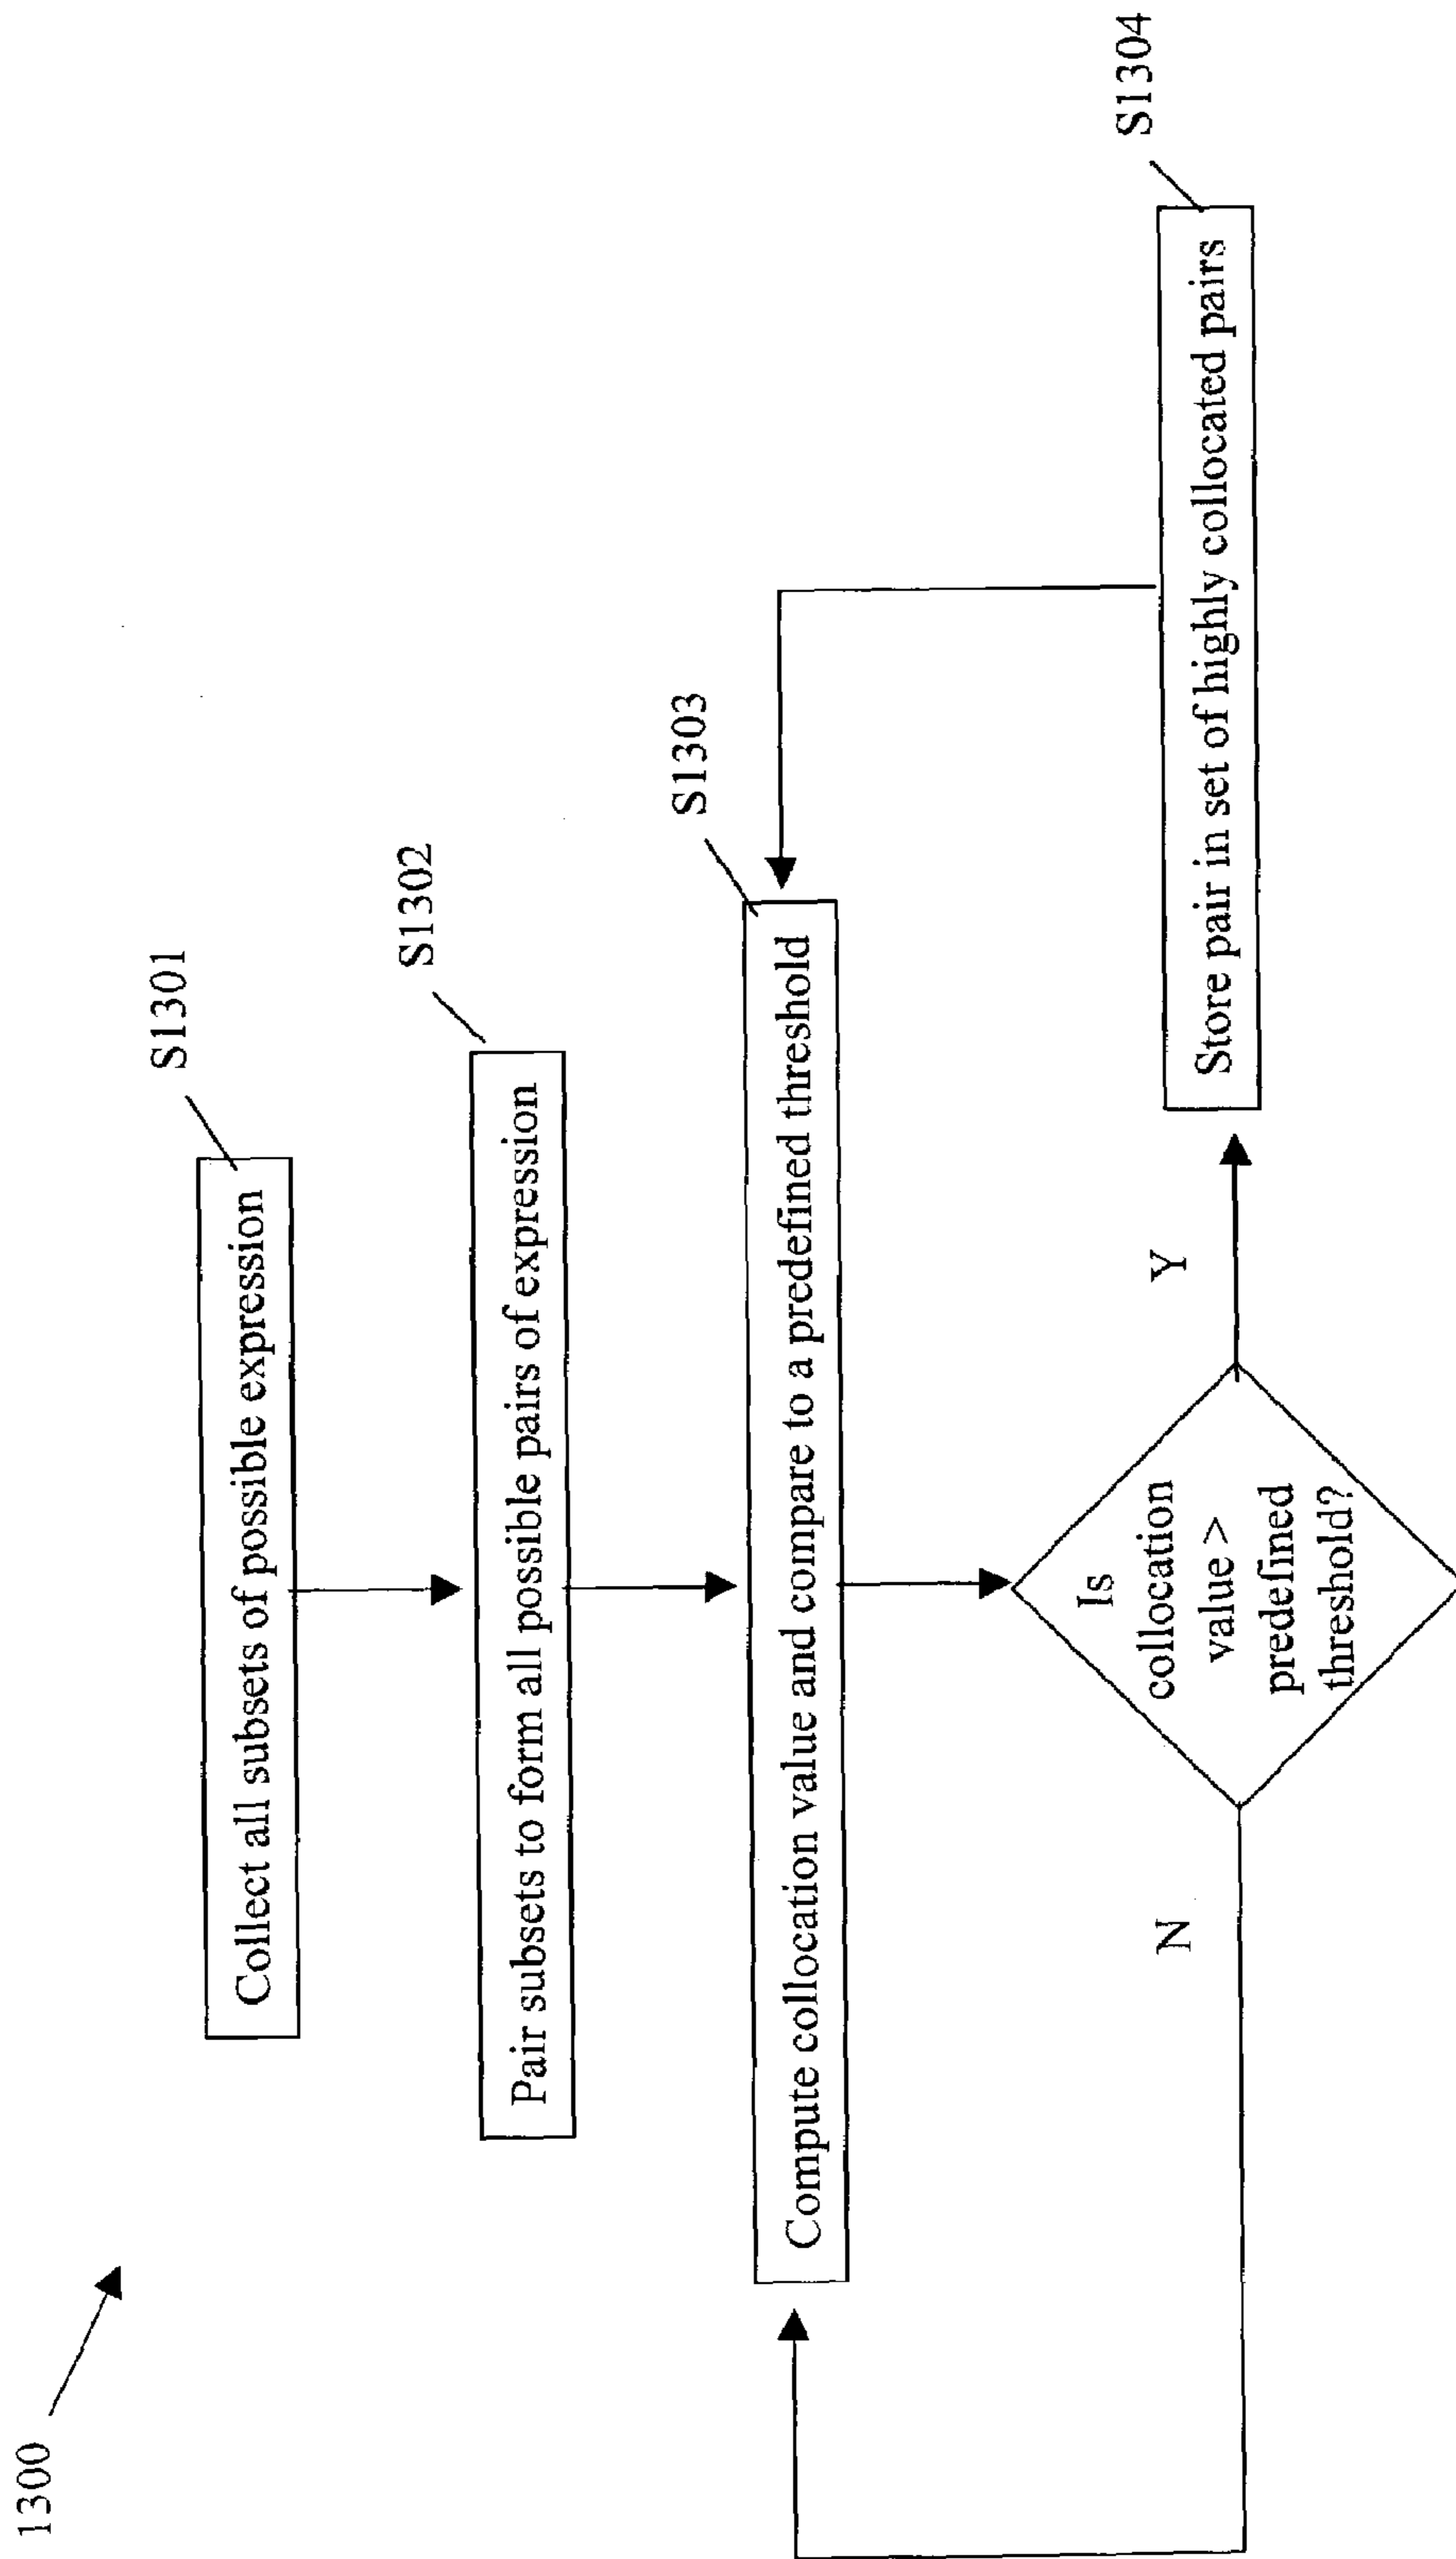 1300
S1301
Collect all subsets of possible expression
S1302
Pair subsets to form all possible pairs of expression
S1303
Compute collocation value and compare to a predefined threshold
Is
collocation
value >
predefined
threshold?
N
Y
S1304
Store pair in set of highly collocated pairs